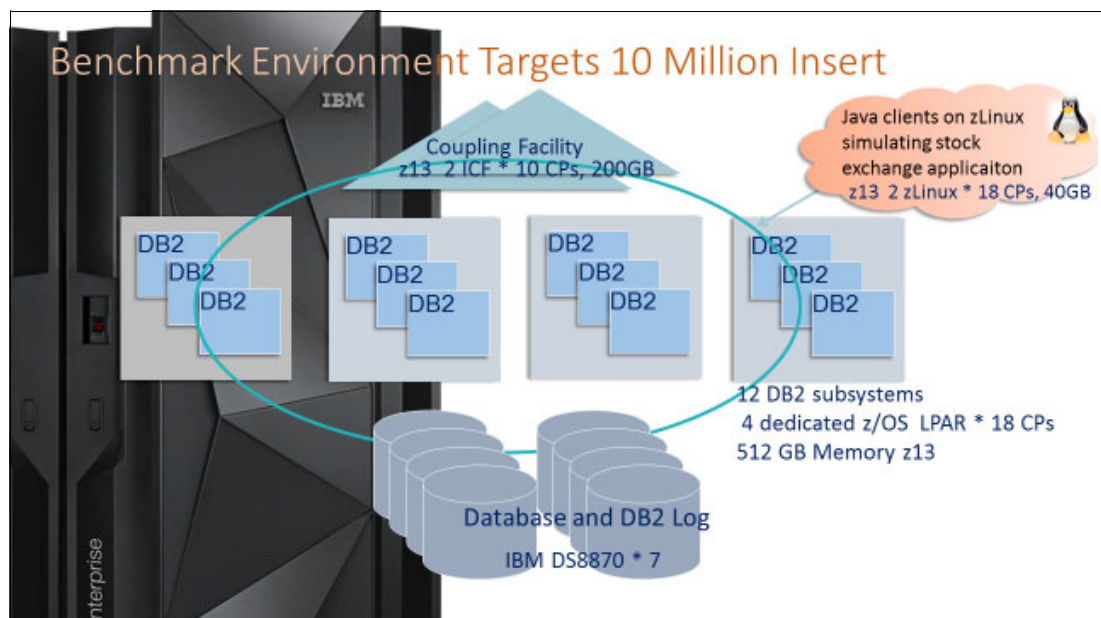 Benchmark Environment Targets 10 Million Insert
IBM
Coupling Facility
z13 2 ICF * 10 CPs, 200GB
Java clients on zLinux
simulating stock
exchange applicaiton
z13 2 zLinux * 18 CPs, 40GB
DB2
DB2
DB2
DB2
DB2
DB2
DB2
DB2
DB2
DB2
DB2
DB2
12 DB2 subsystems
4 dedicated z/OS LPAR * 18 CPs
512 GB Memory z13
Database and DB2 Log
IBM DS8870 * 7
nterprise